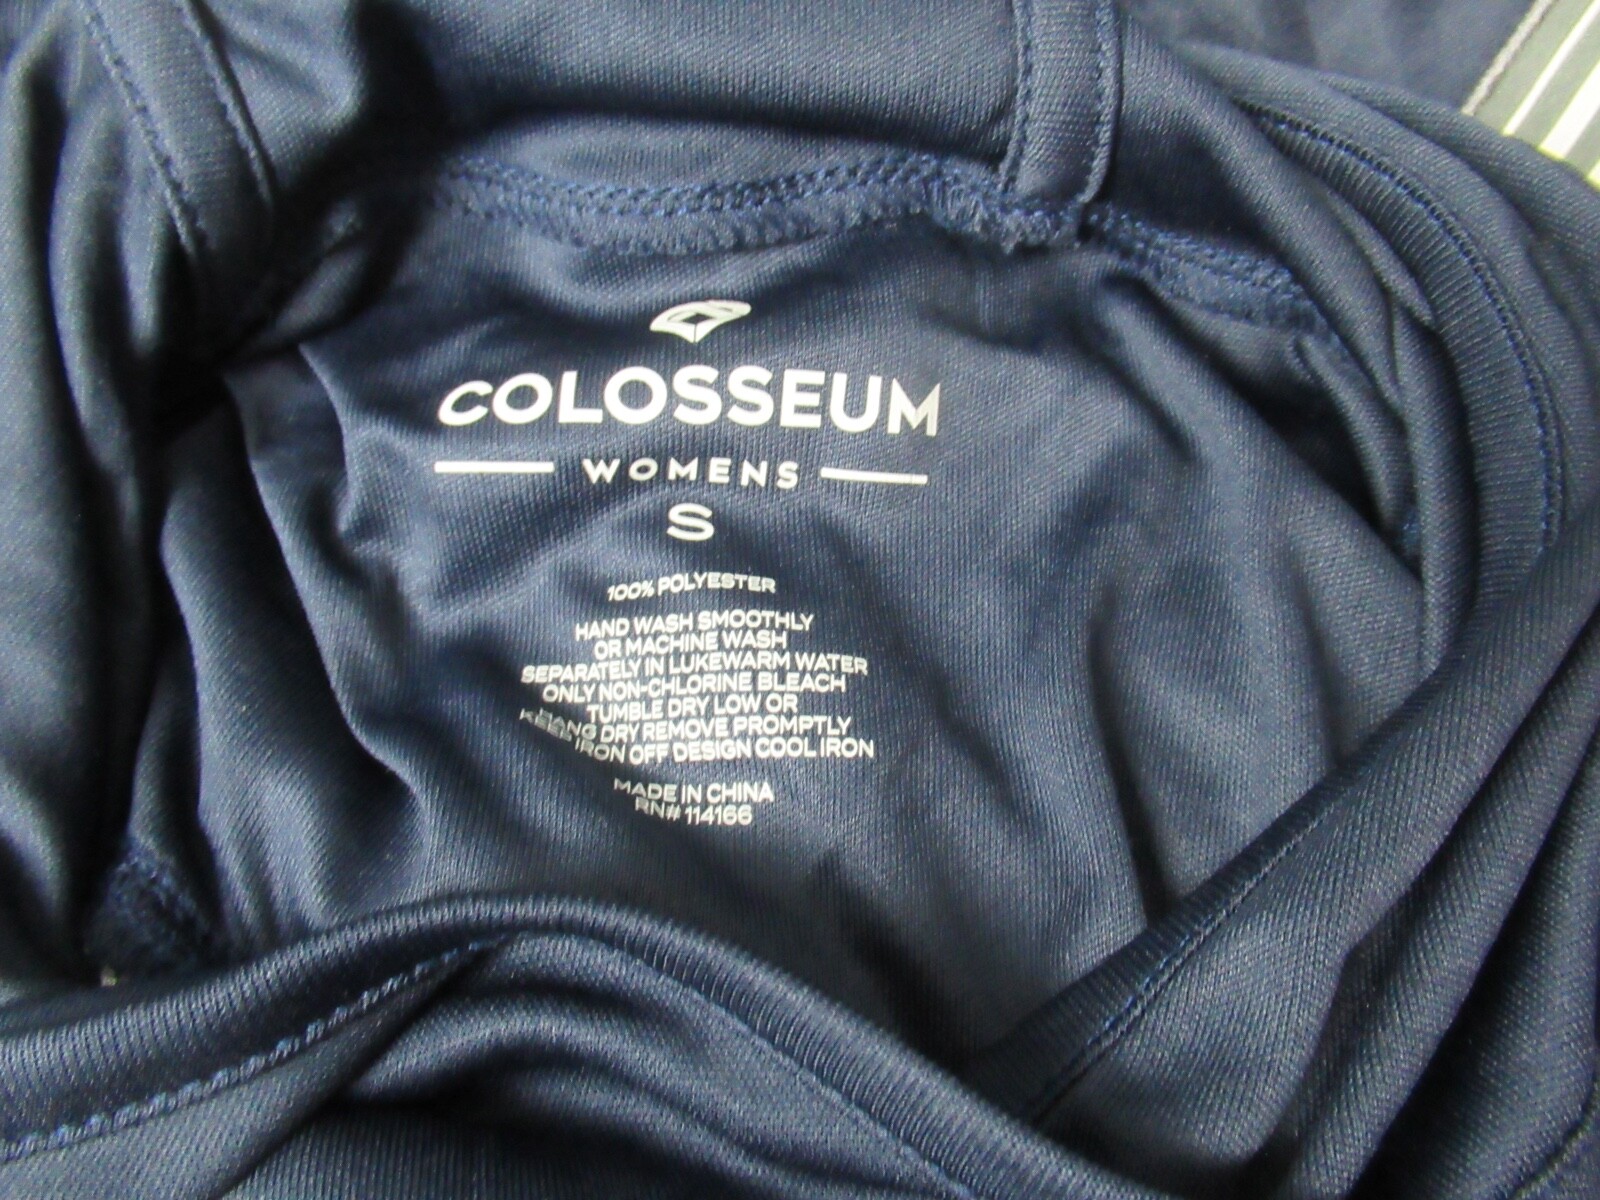 COLOSSEUM
WOMENS
S
100% POLYESTER
HAND WASH SMOOTHLY
OR MACHINE WASH
SEPARATELY IN LUKEWARM WATER
ONLY NON-CHLORINE BLEACH
TUMBLE DRY LOW OR
HANG DRY REMOVE PROMPTLY
IRON OFF DESIGN COOL IRON
MADE IN CHINA
RN# 114166